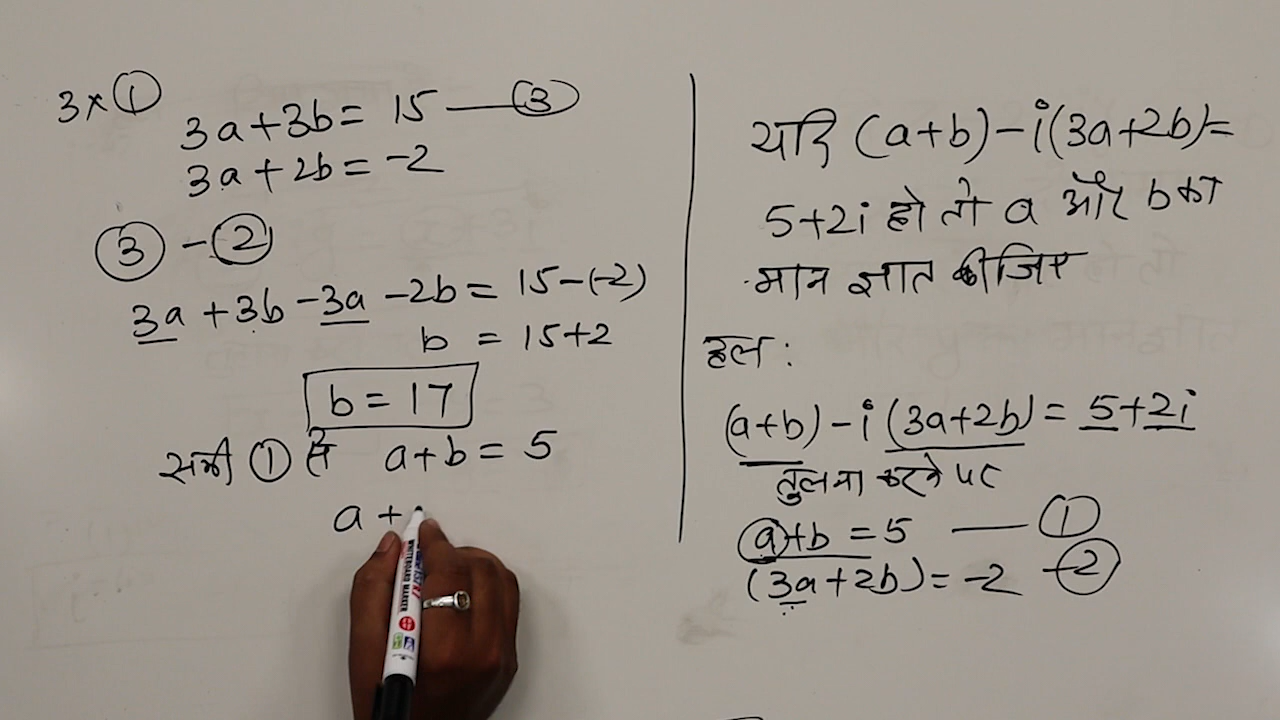 यदि (a+b)-i(3a+2b)=
5+2i हो तो a और b का
मान ज्ञात कीजिए
हल :
(a+b)-i(3a+2b)= 5+2i
तुलना करने पर
a+b = 5 —— ①
(3a+2b)= -2 —②
3× ①
3a+3b= 15 —— ③
3a+2b= -2
③ - ②
3a +3b -3a -2b = 15-(-2)
b = 15+2
b = 17
समी ① से a+b = 5
a +
WHITEBOARD MARKER